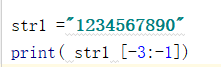 str1 ="1234567890"
print( str1 [-3:-1])